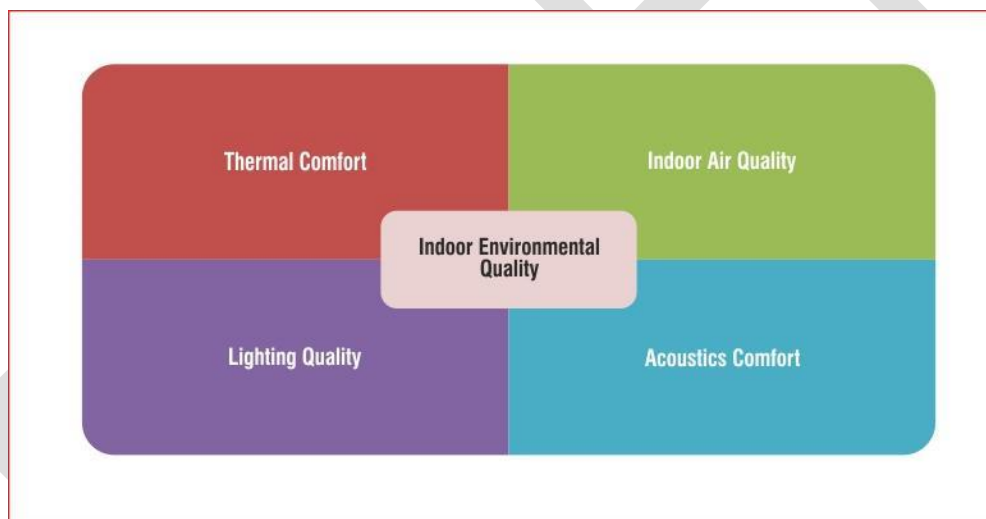 Thermal Comfort
Indoor Air Quality
Indoor Environmental
Quality
Lighting Quality
Acoustics Comfort